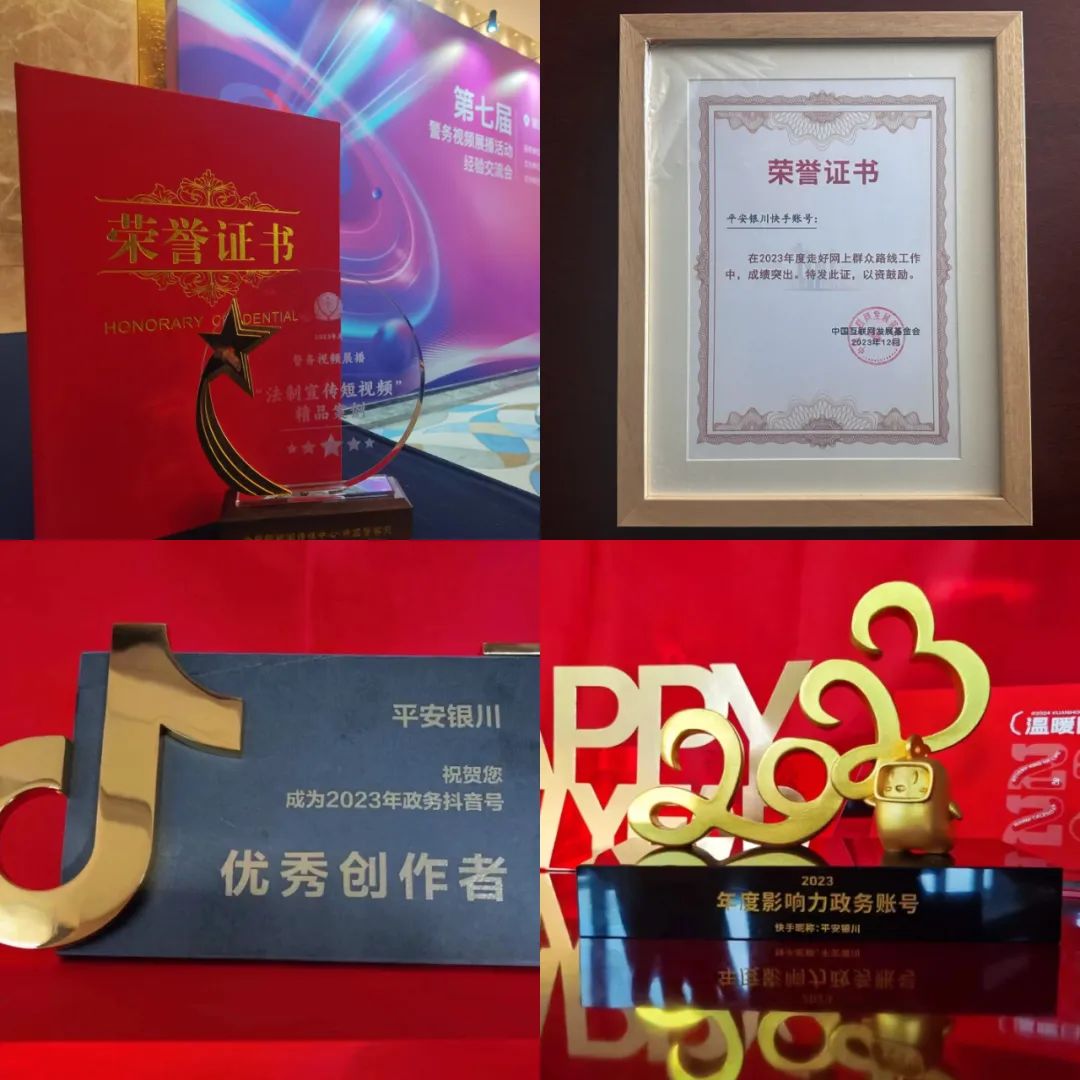 第七届
警务视频展播活动
经验交流会
荣誉证书
HONORARY
警务视频展播
“法制宣传短视频”
精品案例
荣誉证书
平安银川快手账号：
在2023年度走好网上群众路线工作
中，成绩突出。特发此证，以资鼓励。
中国互联网发展基金会
2023年12月
平安银川
祝贺您
成为2023年政务抖音号
优秀创作者
2023
PPY
YEAR
温暖
2023
年度影响力政务账号
快手昵称：平安银川